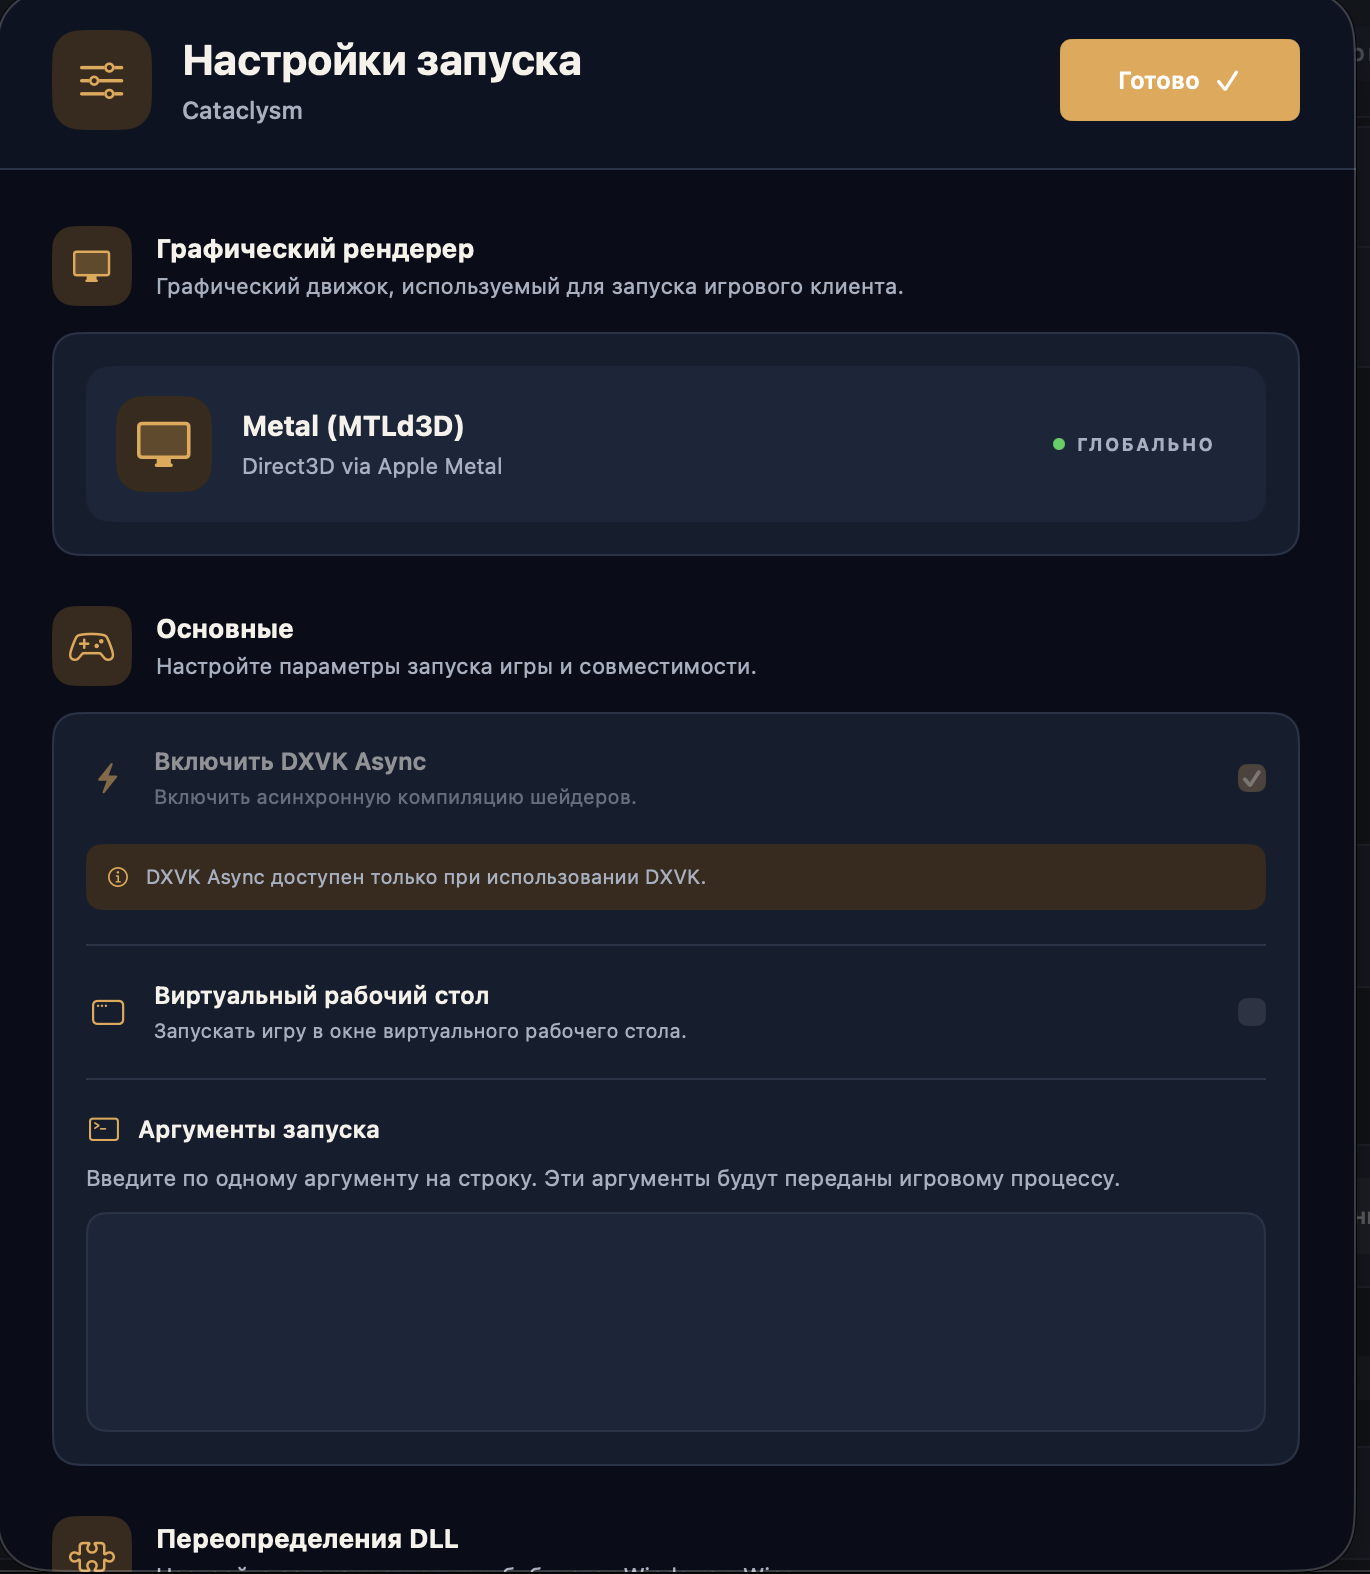 Настройки запуска
Cataclysm
Готово
Графический рендерер
Графический движок, используемый для запуска игрового клиента.
Metal (MTLd3D)
Direct3D via Apple Metal
ГЛОБАЛЬНО
Основные
Настройте параметры запуска игры и совместимости.
Включить DXVK Async
Включить асинхронную компиляцию шейдеров.
DXVK Async доступен только при использовании DXVK.
Виртуальный рабочий стол
Запускать игру в окне виртуального рабочего стола.
Аргументы запуска
Введите по одному аргументу на строку. Эти аргументы будут переданы игровому процессу.
Переопределения DLL